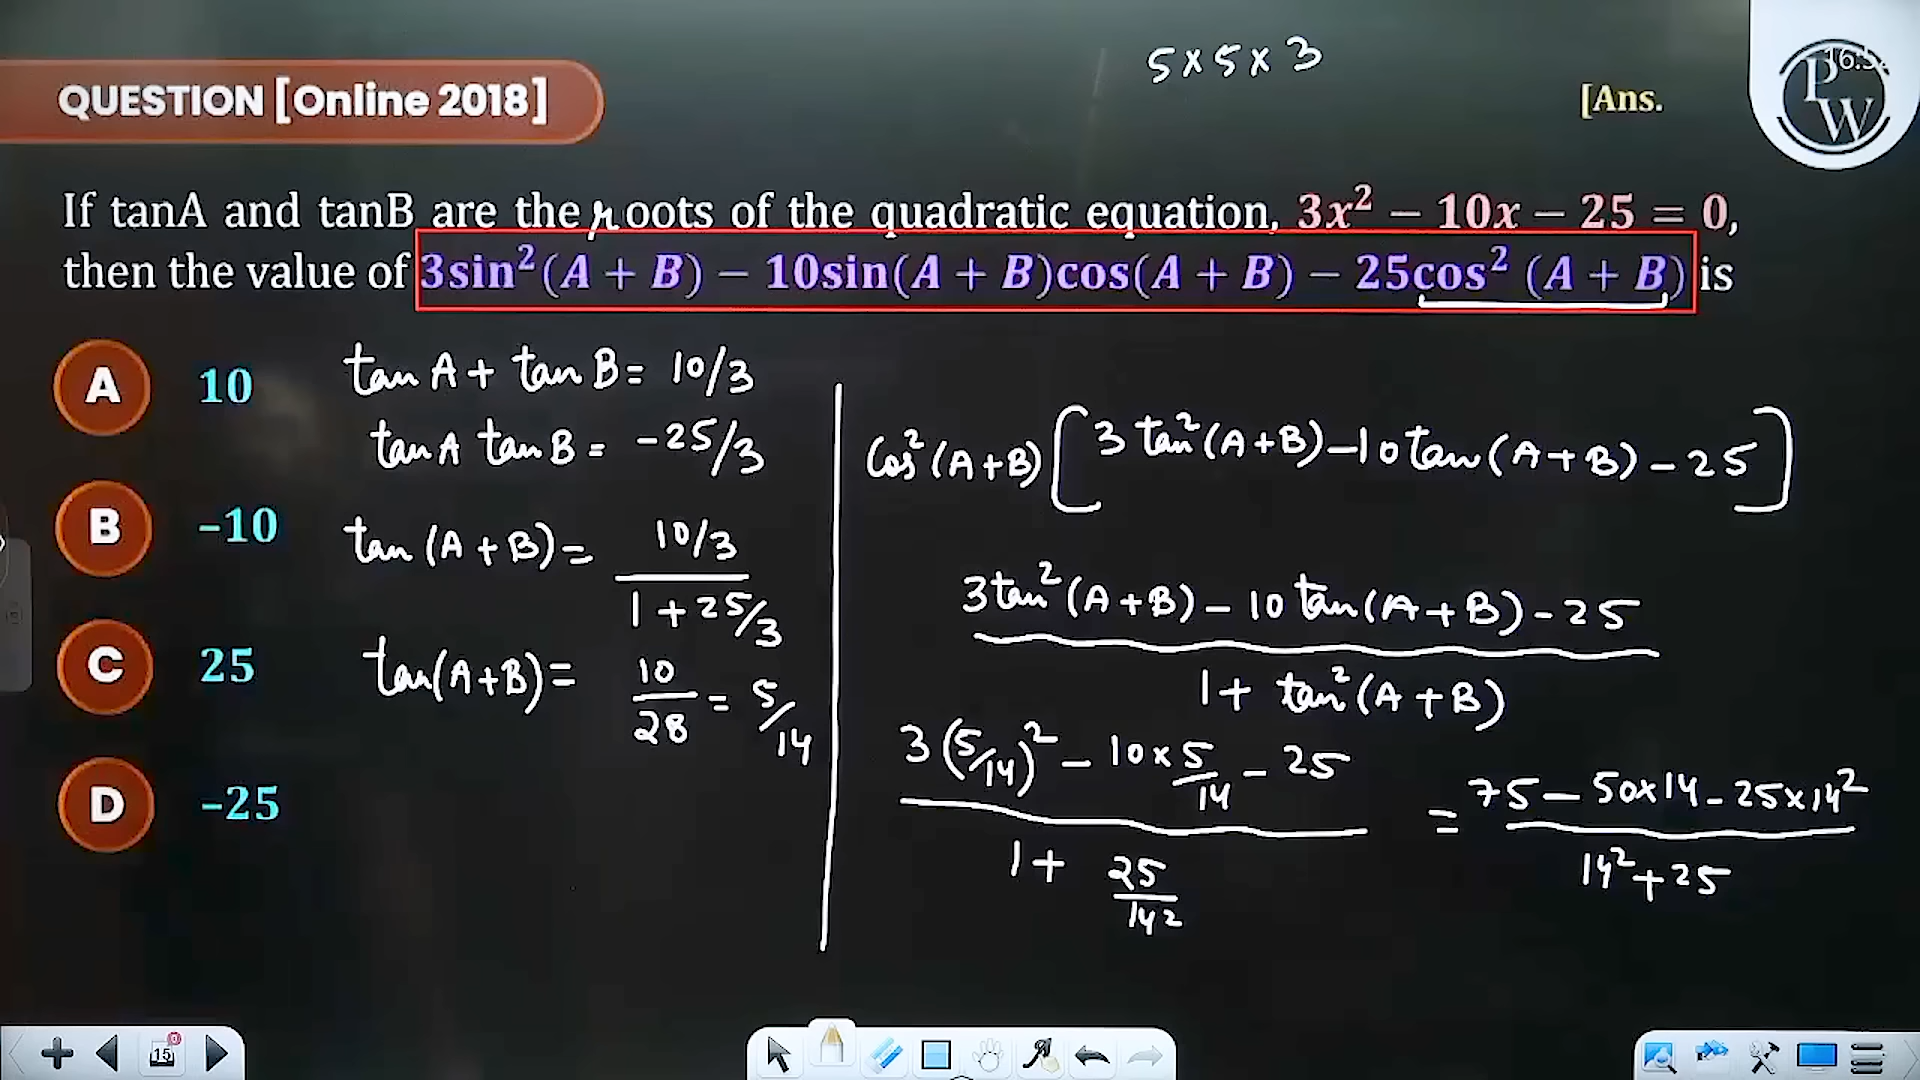 5 × 5 × 3
QUESTION [Online 2018]
[Ans.
PW
If tanA and tanB are the roots of the quadratic equation, 3x² − 10x − 25 = 0,
then the value of 3sin²(A + B) − 10sin(A + B)cos(A + B) − 25cos² (A + B) is
A 10
B –10
C 25
D –25
tan A + tan B = 10/3
tan A tan B = -25/3
tan (A + B) = 10/3 / 1 + 25/3
tan(A+B) = 10/28 = 5/14
Cos²(A+B) [3 tan²(A+B) – 10 tan (A+B) – 25]
3tan²(A+B) – 10 tan(A+B) - 25 / 1 + tan²(A+B)
3(5/14)² – 10×5/14 – 25 / 1 + 25/14² = 75 – 50×14 – 25×14² / 14² + 25
15